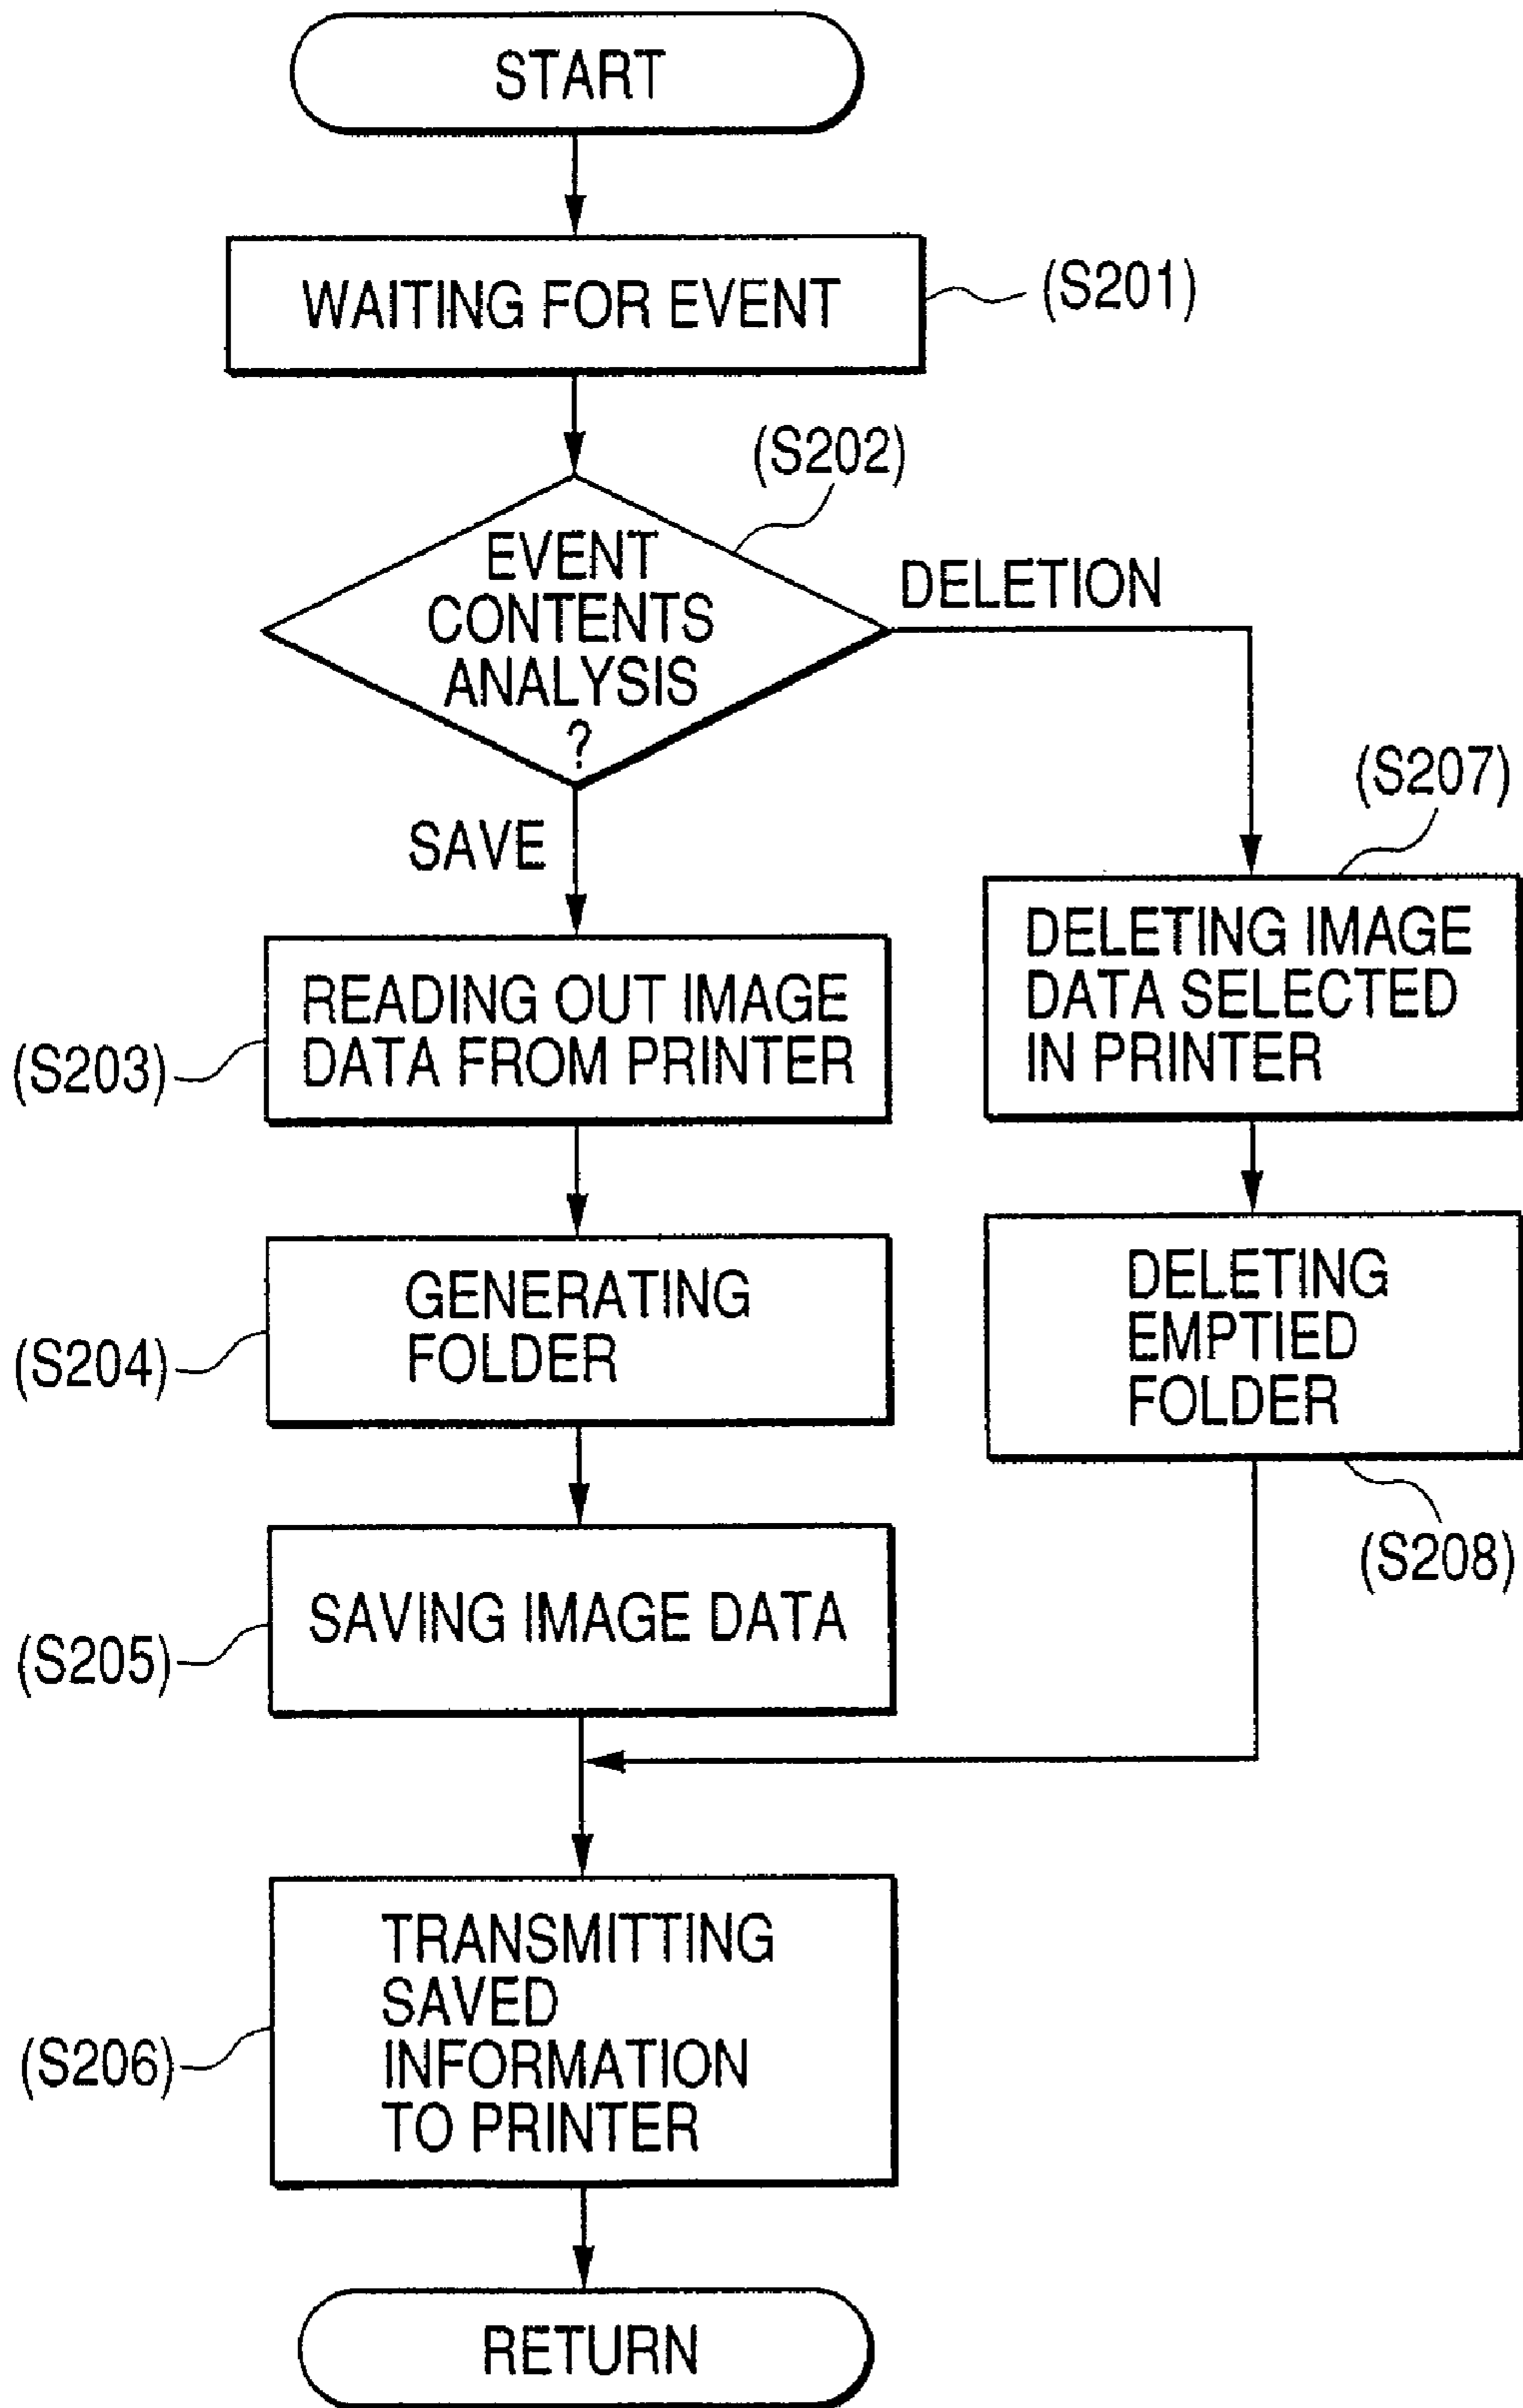 START
WAITING FOR EVENT
(S201)
(S202)
EVENT
CONTENTS
ANALYSIS
?
DELETION
SAVE
(S207)
READING OUT IMAGE
DATA FROM PRINTER
(S203)
DELETING IMAGE
DATA SELECTED
IN PRINTER
GENERATING
FOLDER
(S204)
DELETING
EMPTIED
FOLDER
(S208)
SAVING IMAGE DATA
(S205)
TRANSMITTING
SAVED
INFORMATION
TO PRINTER
(S206)
RETURN